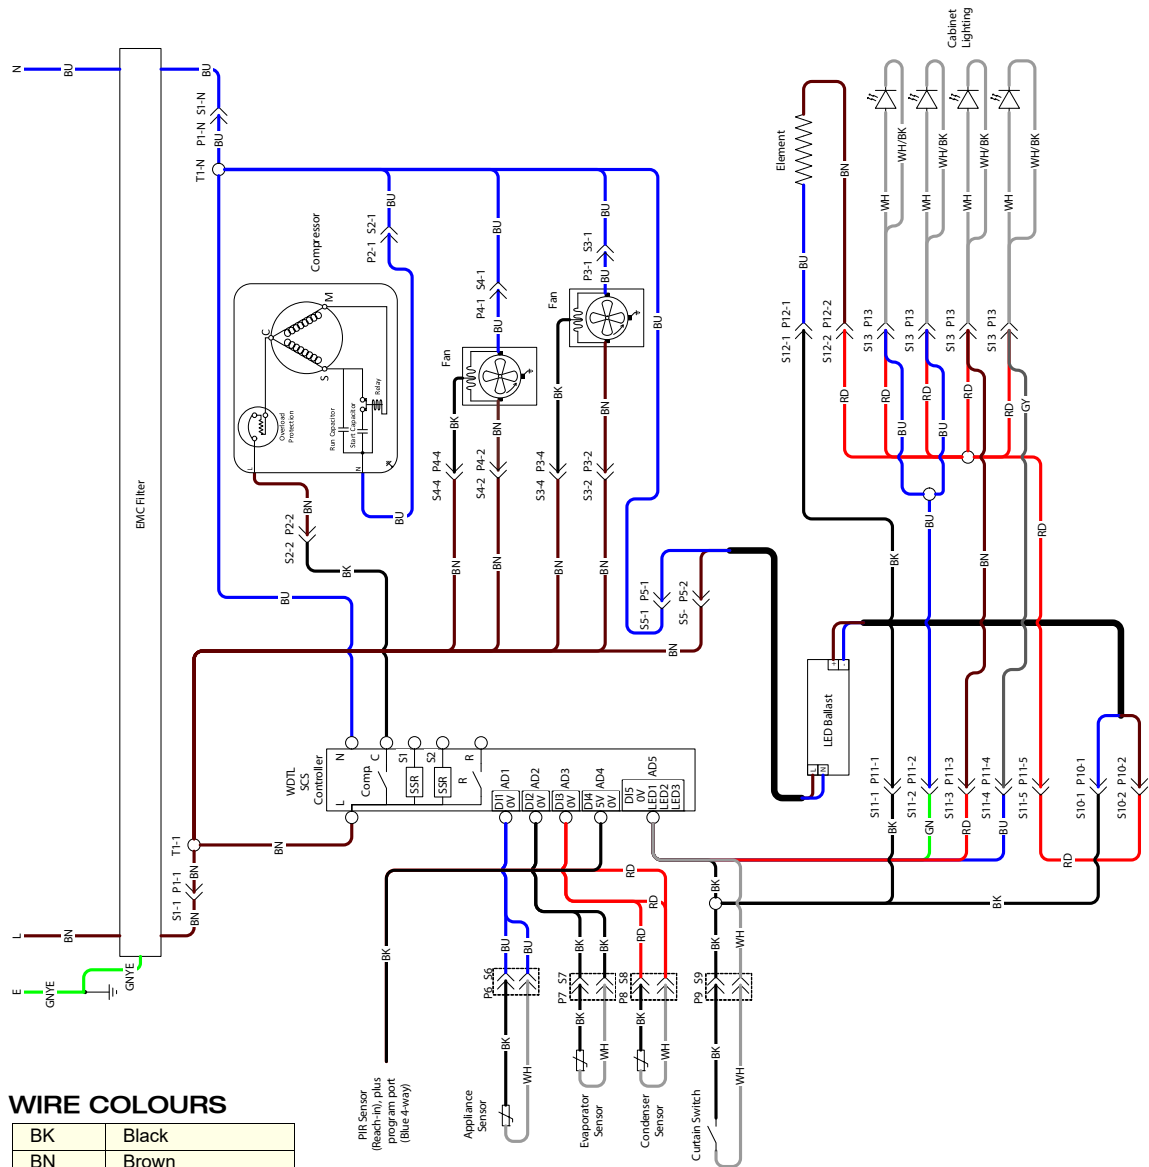 Cabinet
Lighting
N
BU
BU
P1-N S1-N
BU
T1-N
Compressor
P2-1 S2-1
BU
M
C
S
Overload
Protection
Run Capacitor
Start Capacitor
Relay
L
N
BU
BN
S2-2 P2-2
BK
BU
EMC Filter
Fan
P4-1 S4-1
BU
BU
BK
BN
S4-4 P4-4
S4-2 P4-2
BN
BN
Fan
P3-1 S3-1
BU
BU
BK
BN
S3-4 P3-4
S3-2 P3-2
BN
BN
BU
S5-1 P5-1
S5- P5-2
BN
Element
BU
BN
S12-1 P12-1
S12-2 P12-2
WH
WH/BK
WH
WH/BK
WH
WH/BK
WH
WH/BK
S13 P13
S13 P13
S13 P13
S13 P13
RD
RD
BU
RD
BU
RD
RD
GY
BK
BU
BN
RD
LED Ballast
+
-
L
N
S11-1 P11-1
S11-2 P11-2
S11-3 P11-3
S11-4 P11-4
S11-5 P11-5
S10-1 P10-1
S10-2 P10-2
BK
GN
RD
BU
RD
BK
WDTL
SCS
Controller
N
L
C
Comp
S1
SSR
S2
SSR
R
R
DI1
0V
AD1
DI2
0V
AD2
DI3
0V
AD3
DI4
5V
0V
AD4
DI5
0V
LED1
LED2
LED3
AD5
T1-1
BN
BN
S1-1 P1-1
BN
L
BN
E
GNYE
GNYE
BK
RD
RD
RD
BU
BU
BK
BK
BK
WH
P6 S6
P7 S7
P8 S8
P9 S9
BK
WH
BK
WH
BK
WH
BK
WH
PIR Sensor
(Reach-in), plus
program port
(Blue 4-way)
Appliance
Sensor
Evaporator
Sensor
Condenser
Sensor
Curtain Switch
WIRE COLOURS
BK Black
BN Brown